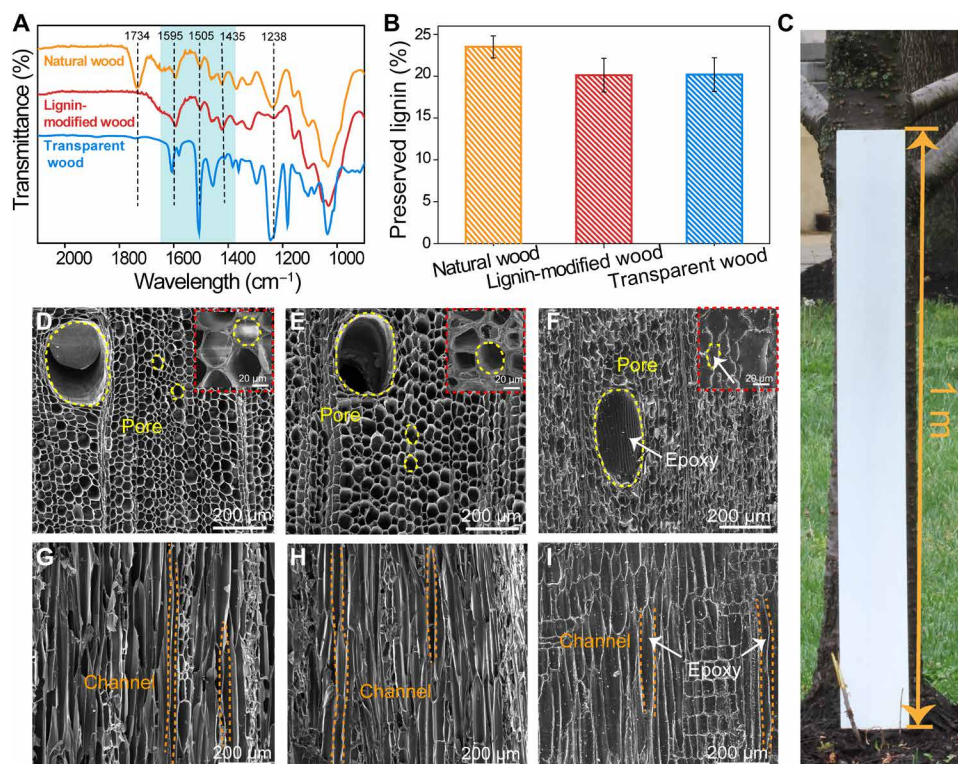 A
1734
1595
1505
1435
1238
Natural wood
Lignin-
modified wood
Transparent
wood
Transmittance (%)
2000
1800
1600
1400
1200
1000
Wavelength (cm⁻¹)
B
Preserved lignin (%)
25
20
15
10
5
0
Natural wood
Lignin-modified wood
Transparent wood
C
1 m
D
20 µm
Pore
200 µm
E
20 µm
Pore
200 µm
F
20 µm
Pore
Epoxy
200 µm
G
Channel
200 µm
H
Channel
200 µm
I
Channel
Epoxy
200 µm